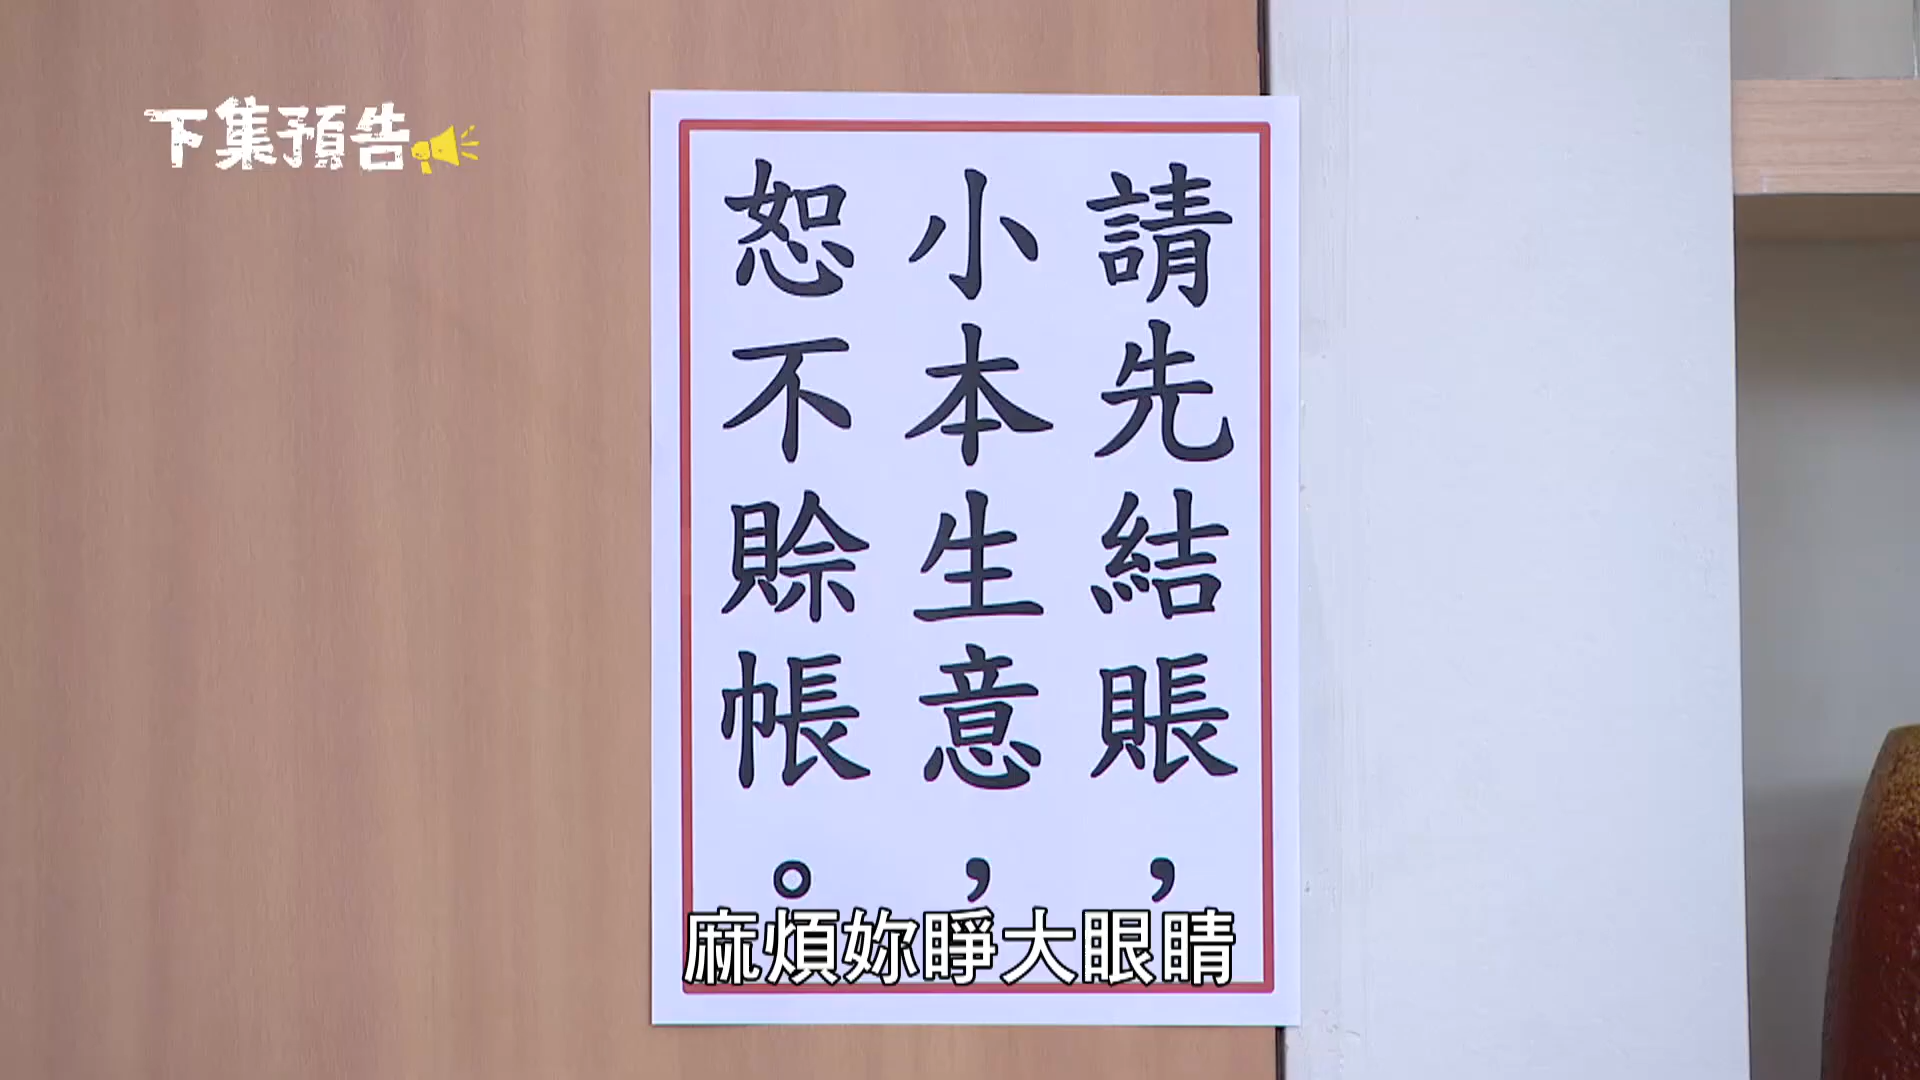 下集預告
請先結賬，
小本生意，
恕不賒帳。
麻煩妳睜大眼睛